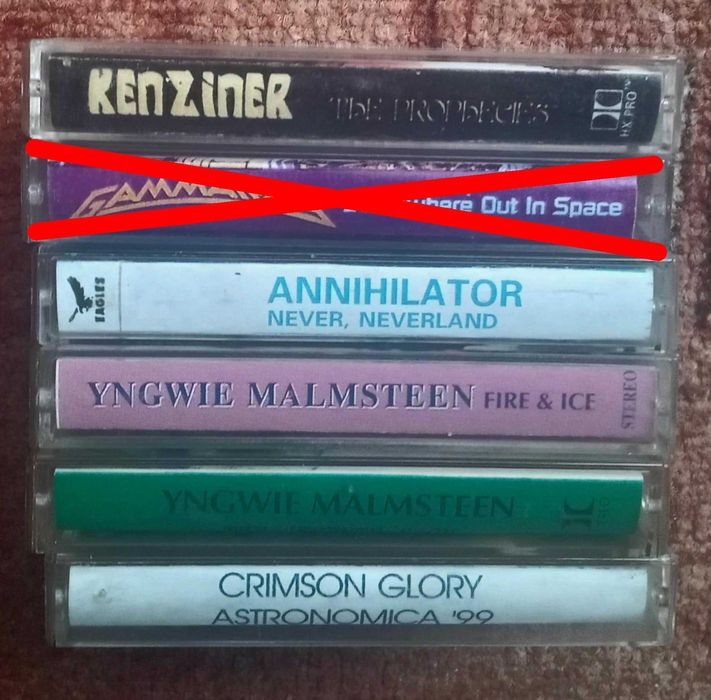 KENZINER THE PROPHECIES HX PRO
GAMMA Out In Space
EAGLES ANNIHILATOR
NEVER, NEVERLAND
YNGWIE MALMSTEEN FIRE & ICE STEREO
YNGWIE MALMSTEEN
CRIMSON GLORY
ASTRONOMICA '99